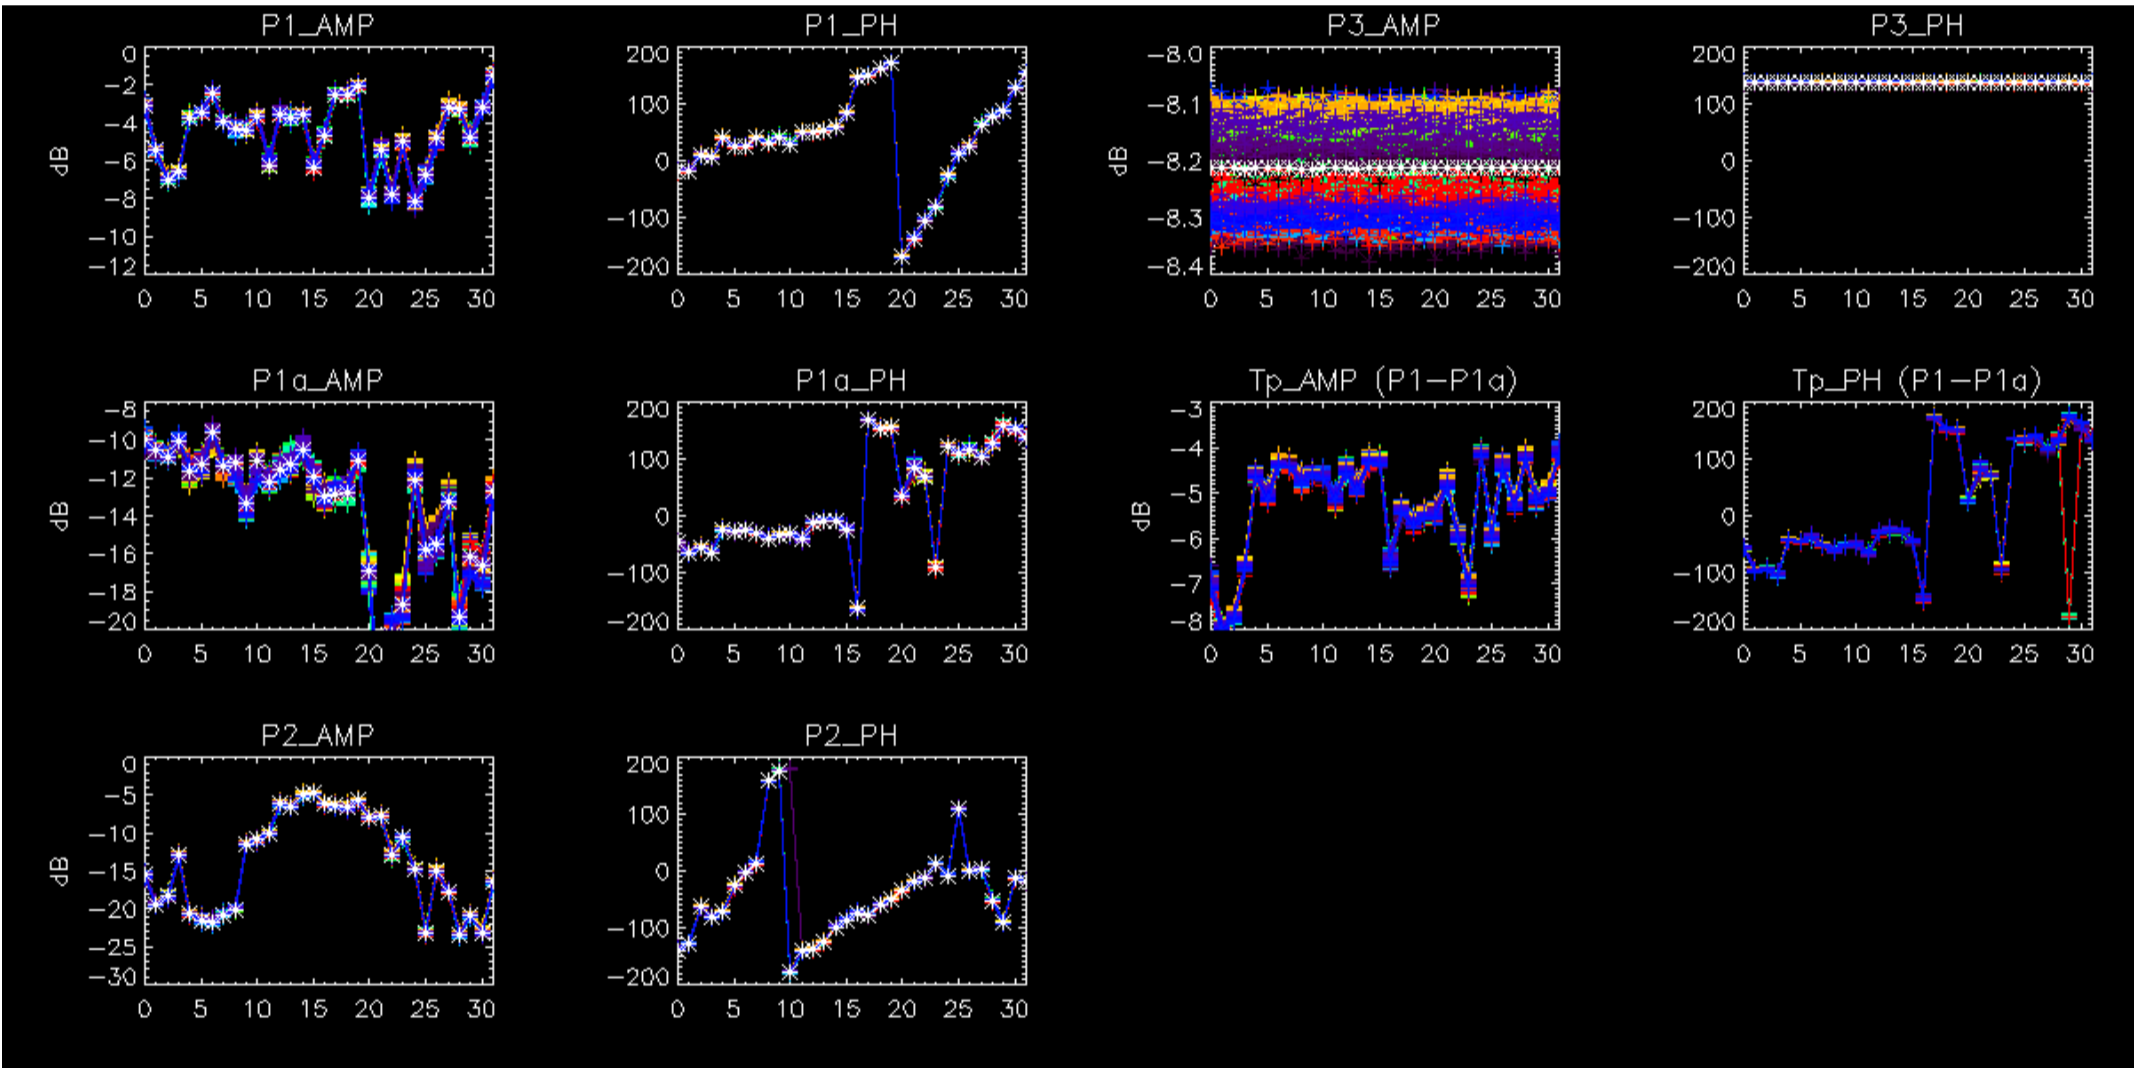 P1_AMP
0
-2
-4
-6
-8
-10
-12
dB
0 5 10 15 20 25 30
P1_PH
200
100
0
-100
-200
0 5 10 15 20 25 30
P3_AMP
-8.0
-8.1
-8.2
-8.3
-8.4
dB
0 5 10 15 20 25 30
P3_PH
200
100
0
-100
-200
0 5 10 15 20 25 30
P1a_AMP
-8
-10
-12
-14
-16
-18
-20
dB
0 5 10 15 20 25 30
P1a_PH
200
100
0
-100
-200
0 5 10 15 20 25 30
Tp_AMP (P1-P1a)
-3
-4
-5
-6
-7
-8
dB
0 5 10 15 20 25 30
Tp_PH (P1-P1a)
200
100
0
-100
-200
0 5 10 15 20 25 30
P2_AMP
0
-5
-10
-15
-20
-25
-30
dB
0 5 10 15 20 25 30
P2_PH
200
100
0
-100
-200
0 5 10 15 20 25 30